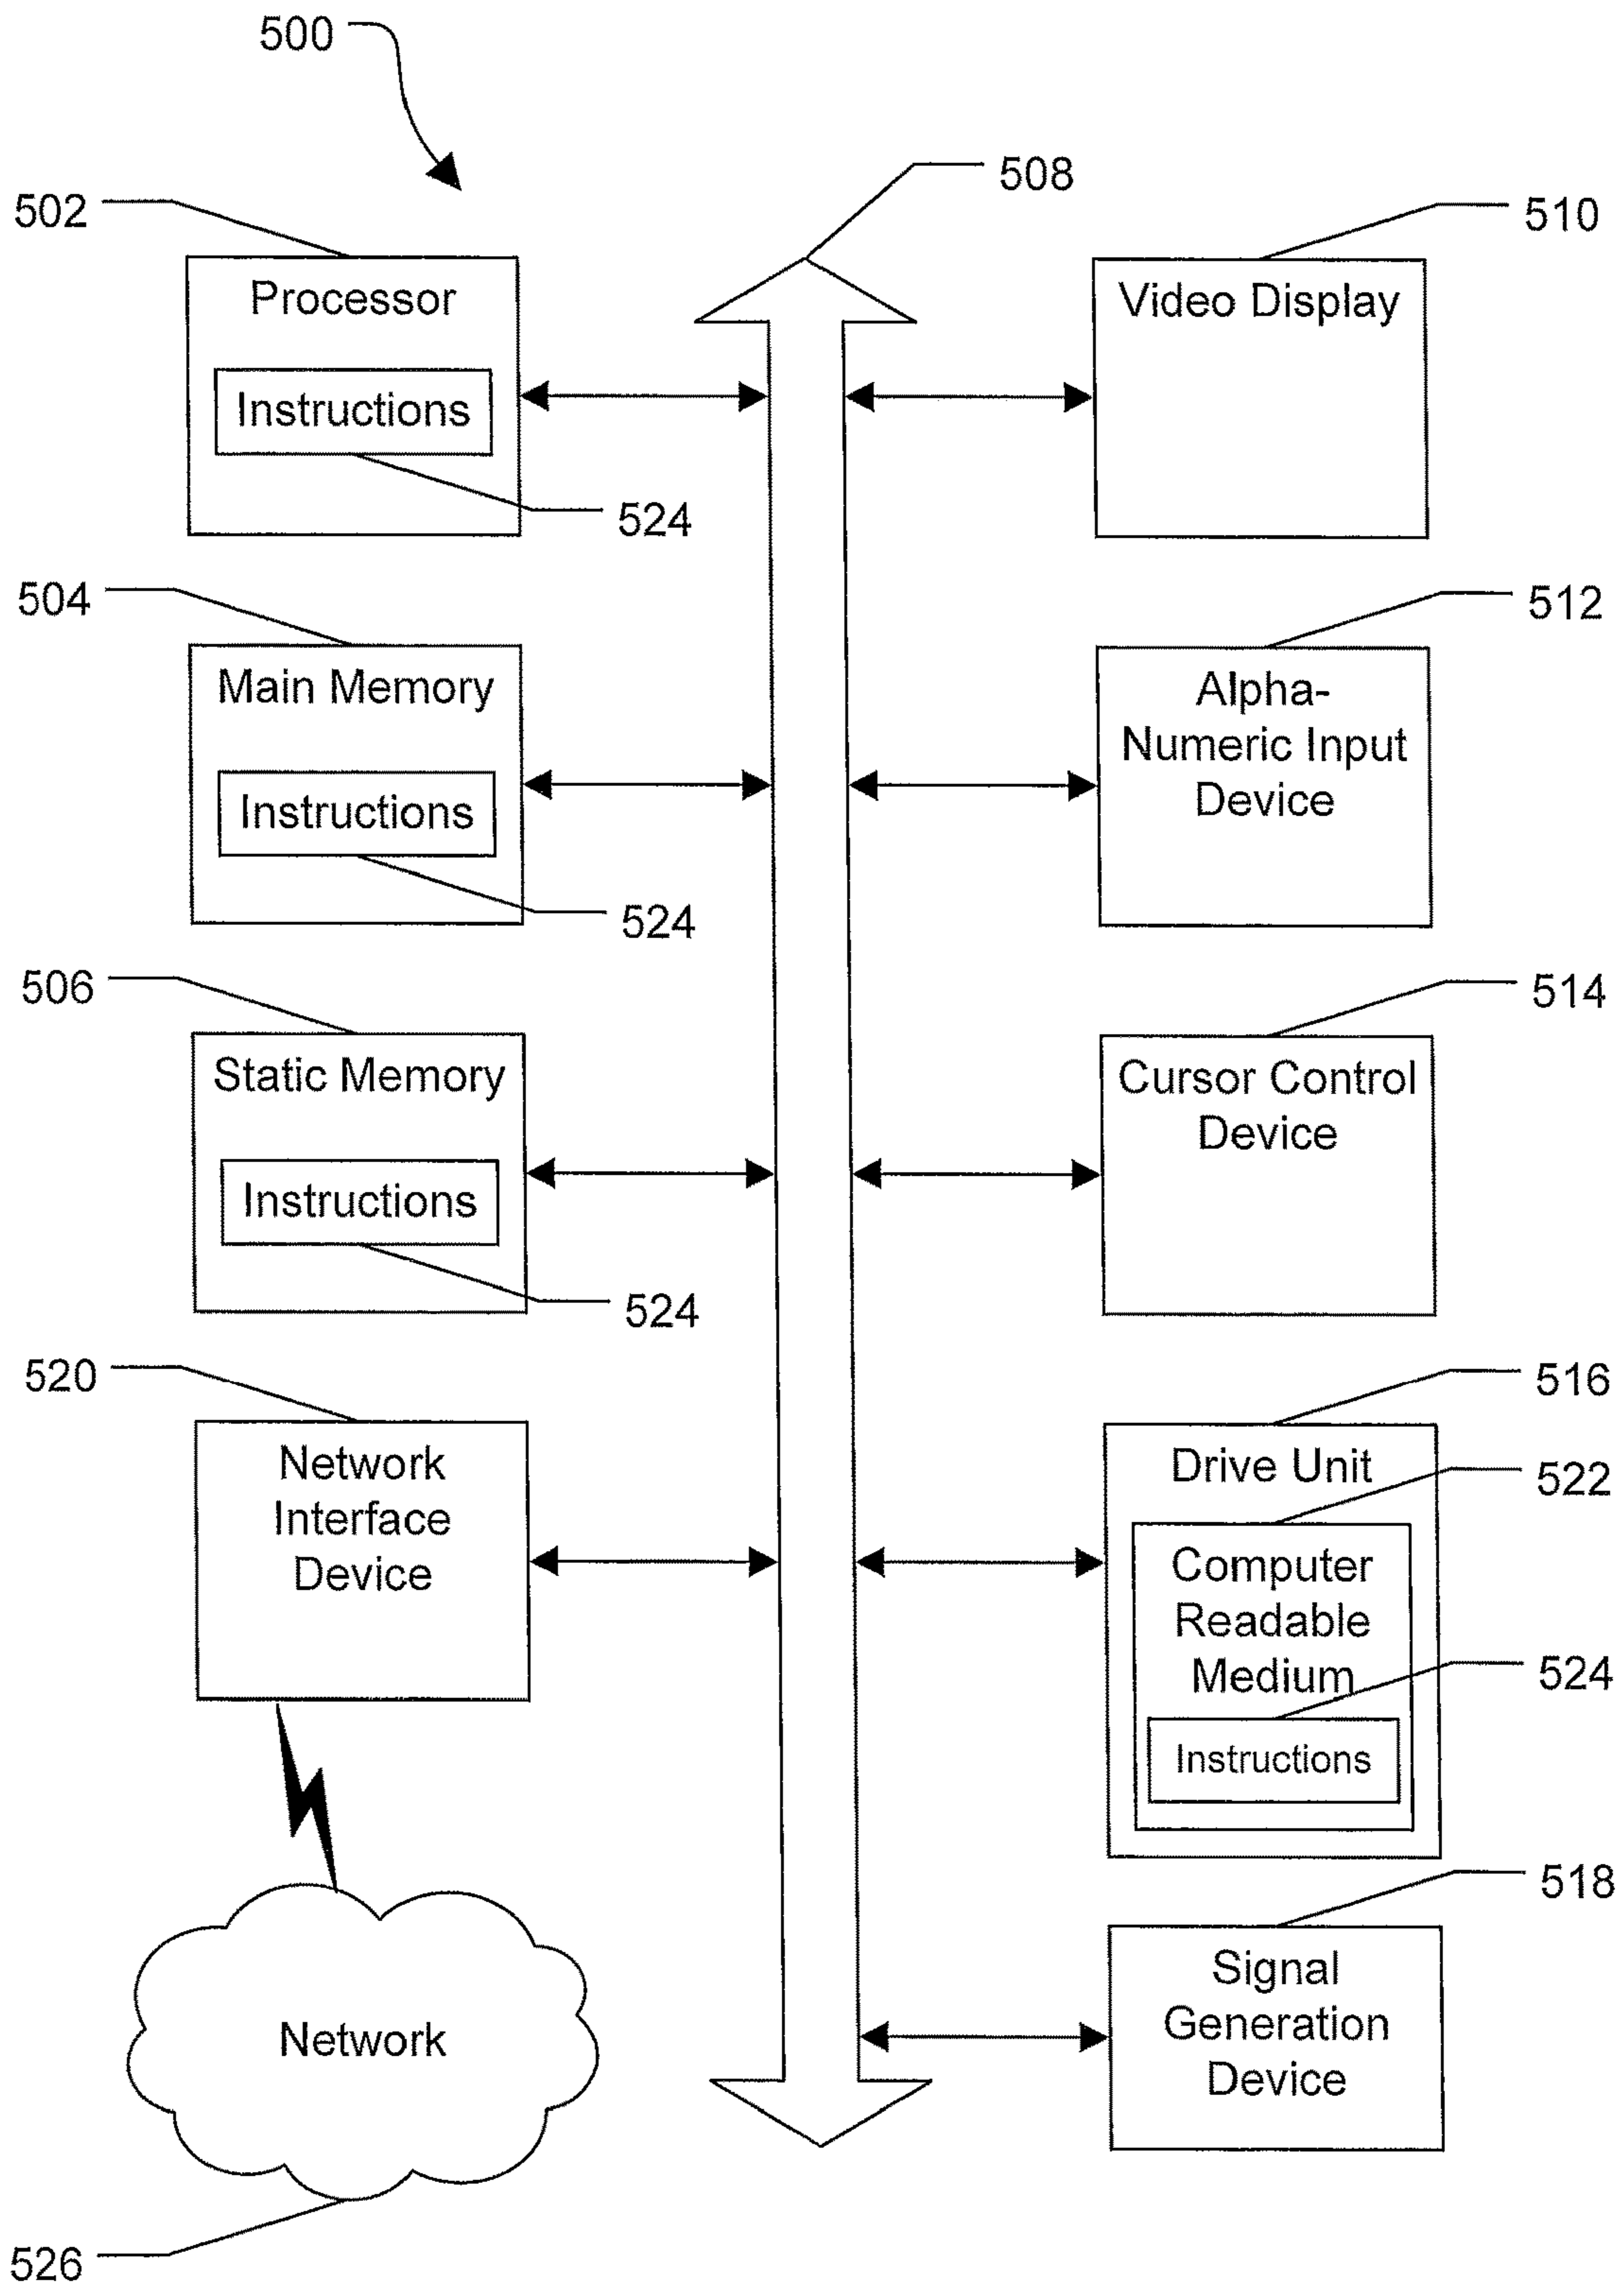 500
508
502
510
Processor
Instructions
524
Video Display
504
512
Main Memory
Instructions
524
Alpha-
Numeric Input
Device
506
514
Static Memory
Instructions
524
Cursor Control
Device
520
516
Network
Interface
Device
Drive Unit
522
Computer
Readable
Medium
524
Instructions
518
Network
Signal
Generation
Device
526